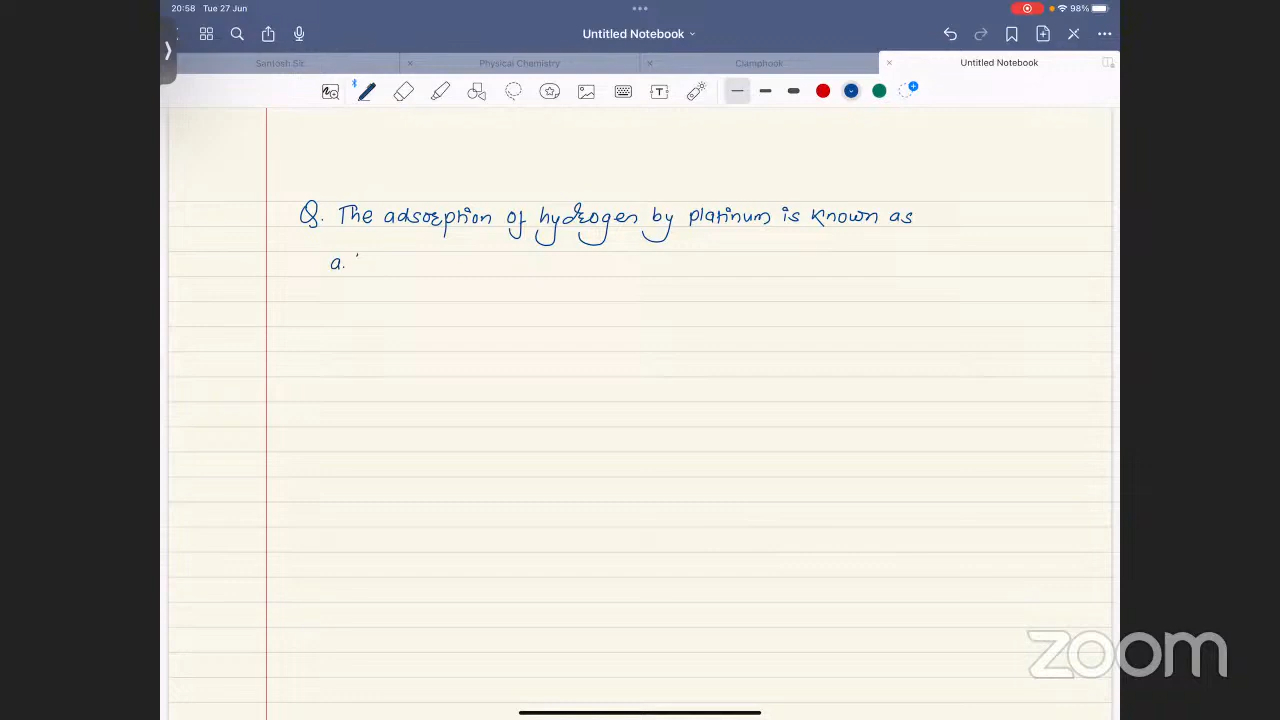 20:58 Tue 27 Jun
98%
Untitled Notebook
Santosh Sir
Physical Chemistry
Clamphook
Untitled Notebook
Q. The adsorption of hydrogen by platinum is known as
a.
zoom